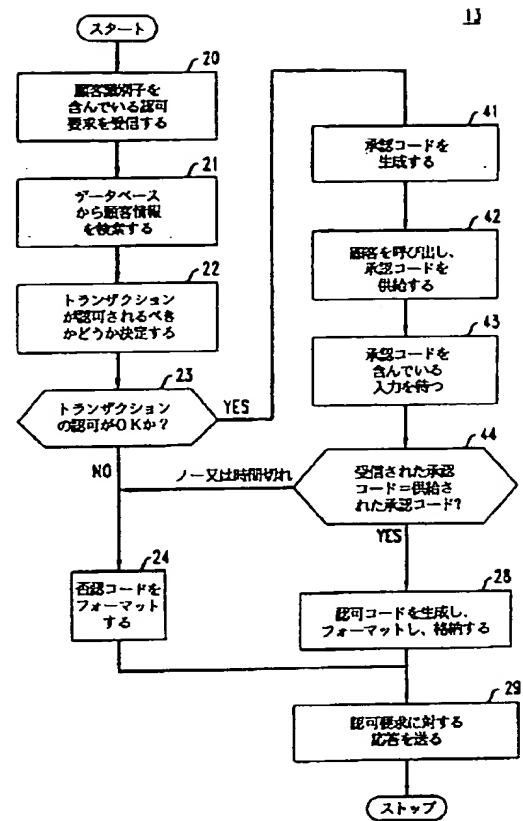 13
スタート
20
顧客識別子を
含んでいる認可
要求を受信する
21
データベース
から顧客情報
を検索する
22
トランザクション
が認可されるべき
かどうか決定する
23
トランザクション
の認可がOKか?
YES
NO
24
否認コードを
フォーマット
する
41
承認コードを
生成する
42
顧客を呼び出し、
承認コードを
供給する
43
承認コードを
含んでいる
入力を待つ
44
受信された承認
コード=供給さ
れた承認コード?
ノー又は時間切れ
YES
28
認可コードを生成し、
フォーマットし、格納する
29
認可要求に対する
応答を送る
ストップ